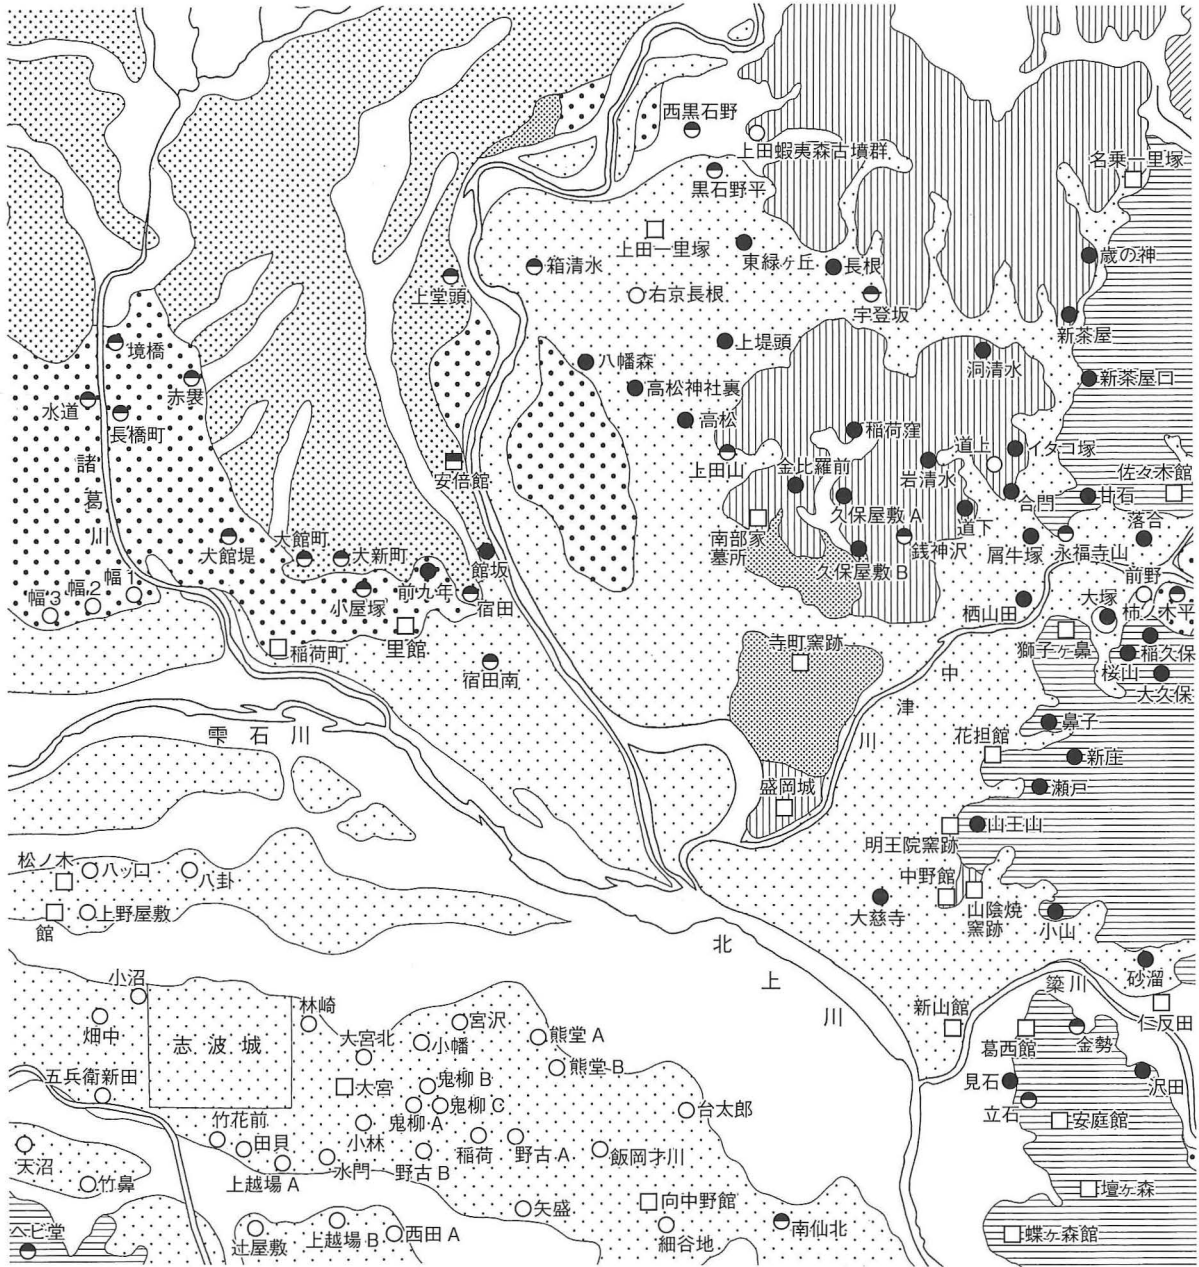 西黒石野
上田蝦夷森古墳群
名乗一里塚
黒石野平
上田一里塚
東緑ヶ丘
長根
歳の神
箱清水
上堂頭
右京長根
宇登坂
新茶屋
境橋
上堤頭
八幡森
洞清水
赤袰
高松神社裏
新茶屋口
水道
長橋町
高松
稲荷窪
道上
イタコ塚
諸葛川
上田山
金比羅前
岩清水
佐々木館
安倍館
合門
甘石
久保屋敷 A
道下
南部家
墓所
大館堤
大館町
大新町
館坂
久保屋敷 B
銭神沢
屑牛塚
永福寺山
落合
幅1
幅2
幅3
小屋塚
前九年
宿田
栖山田
大塚
前野
柿ノ木平
里館
稲荷町
宿田南
寺町窯跡
獅子ヶ鼻
稲久保
桜山
大久保
中津川
雫石川
鼻子
花担館
新庄
瀬戸
盛岡城
山王山
明王院窯跡
松ノ木
八ッ口
八卦
中野館
館
上野屋敷
大慈寺
山陰焼
窯跡
小山
北上川
砂溜
小沼
林崎
簗川
畑中
志波城
大宮北
小幡
宮沢
熊堂 A
新山館
葛西館
金勢
仁反田
五兵衛新田
大宮
鬼柳 B
熊堂 B
見石
沢田
鬼柳 C
鬼柳 A
台太郎
立石
安庭館
竹花前
田貝
小林
稲荷
野古 A
飯岡才川
天沼
上越場 A
水門
野古 B
竹鼻
矢盛
向中野館
壇ヶ森
ヘビ堂
辻屋敷
上越場 B
西田 A
細谷地
南仙北
蝶ヶ森館